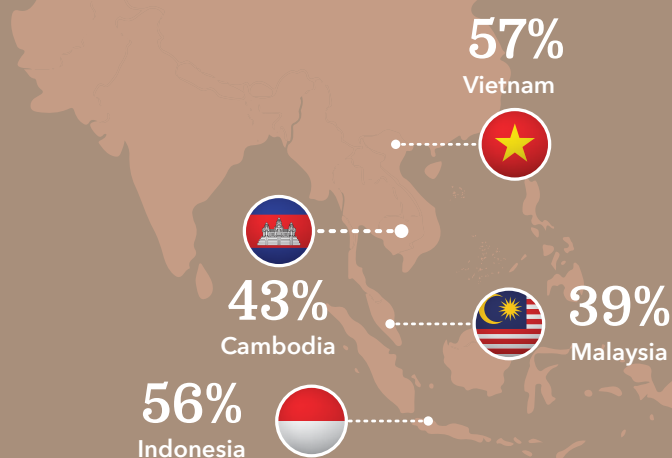 57%
Vietnam
43%
Cambodia
39%
Malaysia
56%
Indonesia